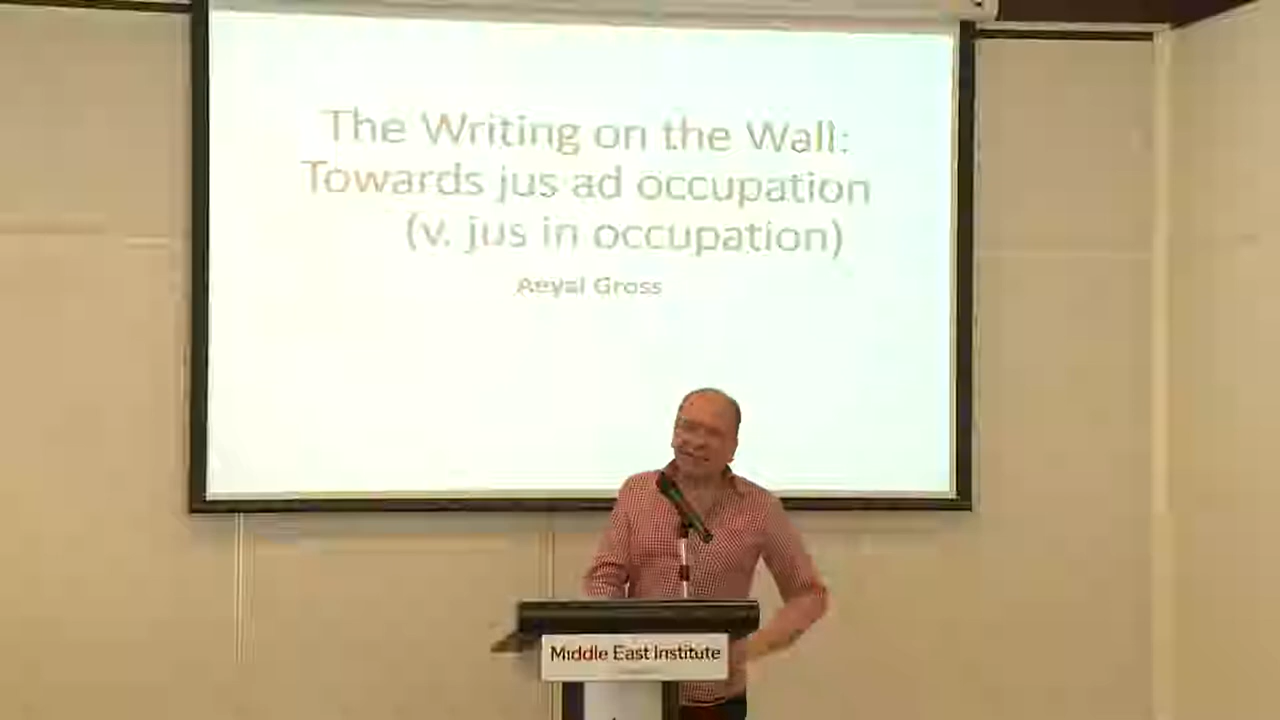 The Writing on the Wall:
Towards jus ad occupation
(v. jus in occupation)
Aeyal Gross
Middle East Institute